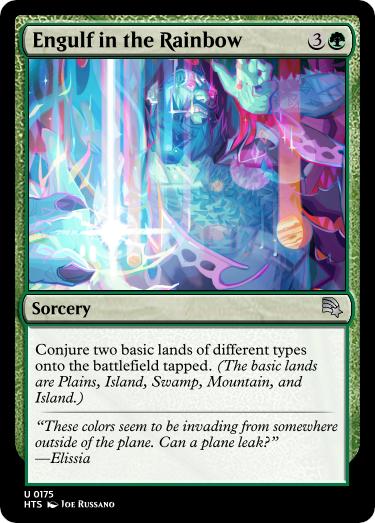 Engulf in the Rainbow 3
Sorcery
Conjure two basic lands of different types
onto the battlefield tapped. (The basic lands
are Plains, Island, Swamp, Mountain, and
Island.)
“These colors seem to be invading from somewhere
outside of the plane. Can a plane leak?”
—Elissia
U 0175
HTS Joe Russano